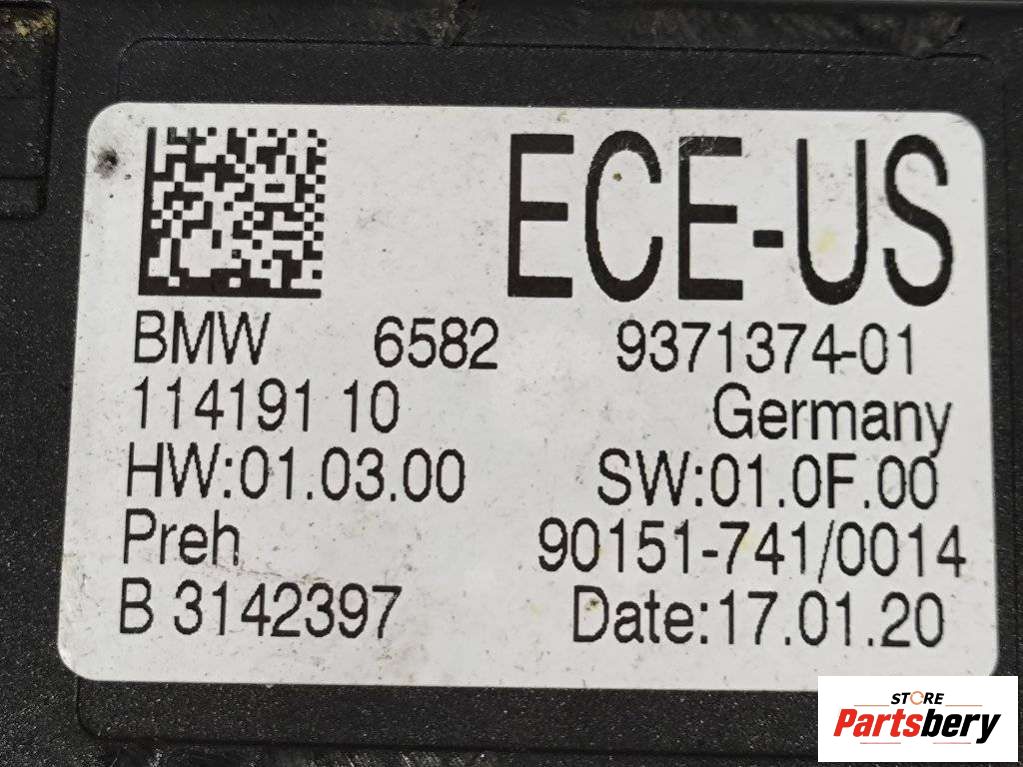 ECE-US
BMW 6582 9371374-01
114191 10 Germany
HW:01.03.00 SW:01.0F.00
Preh 90151-741/0014
B 3142397 Date:17.01.20
STORE
Partsbery